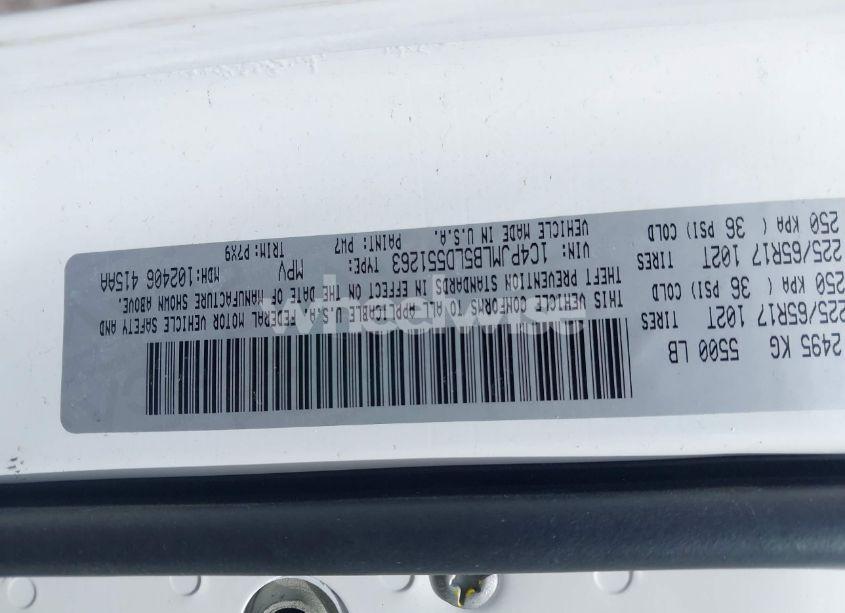 2495 KG 5500 LB
225/65R17 102T TIRES
250 KPA ( 36 PSI) COLD
225/65R17 102T TIRES
250 KPA ( 36 PSI) COLD
THIS VEHICLE CONFORMS TO ALL APPLICABLE U.S.A. FEDERAL MOTOR VEHICLE SAFETY AND
THEFT PREVENTION STANDARDS IN EFFECT ON THE DATE OF MANUFACTURE SHOWN ABOVE.
VIN: 1C4PJMLB5LD551263 TYPE: MPV MDH:102406 415AA
VEHICLE MADE IN U.S.A. PAINT: PW7 TRIM: P7X9
wheelwise